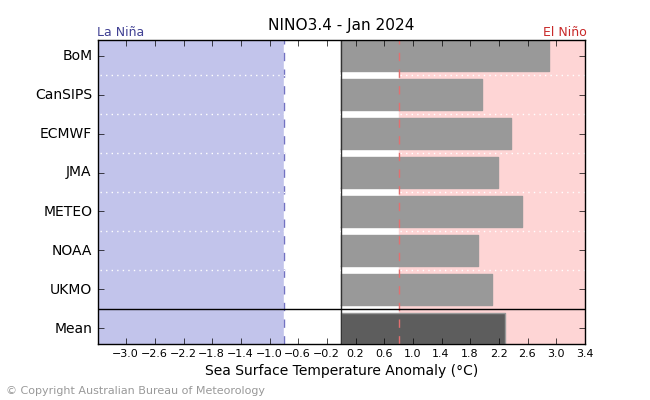 NINO3.4 - Jan 2024
La Niña
El Niño
BoM
CanSIPS
ECMWF
JMA
METEO
NOAA
UKMO
Mean
−3.0 −2.6 −2.2 −1.8 −1.4 −1.0 −0.6 −0.2 0.2 0.6 1.0 1.4 1.8 2.2 2.6 3.0 3.4
Sea Surface Temperature Anomaly (°C)
© Copyright Australian Bureau of Meteorology